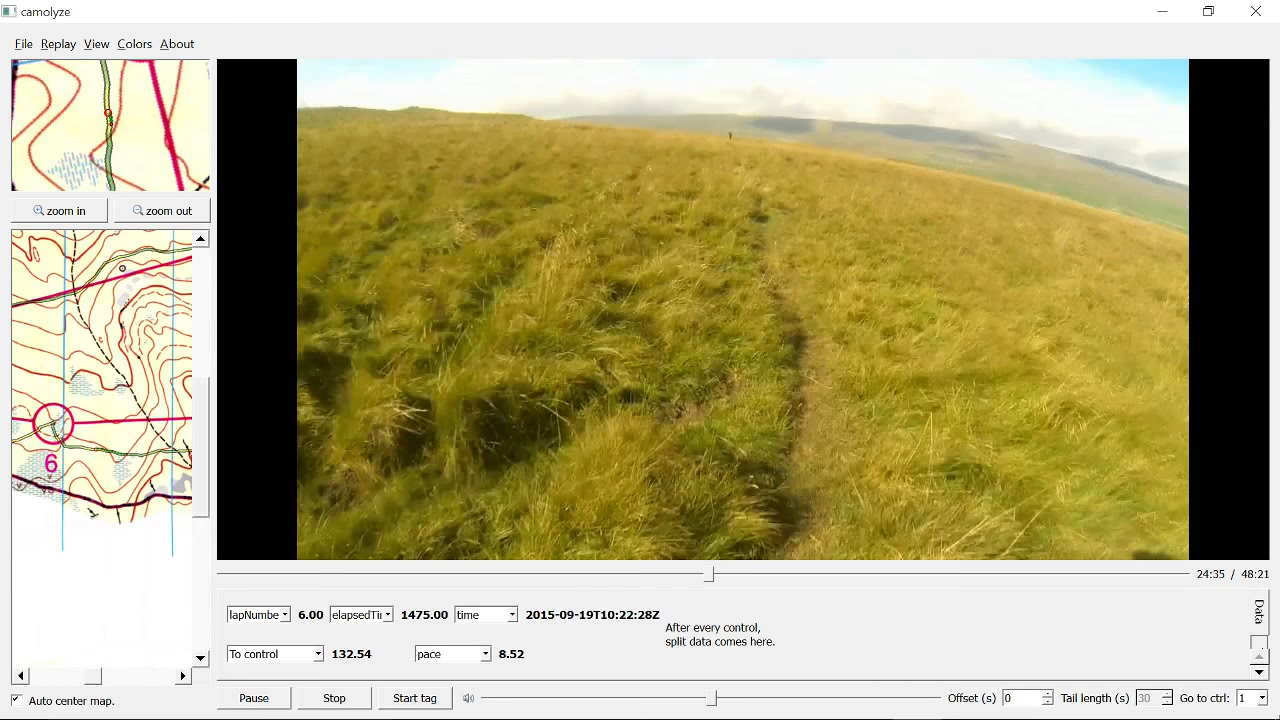 camolyze
File Replay View Colors About
zoom in zoom out
6
24:35 / 48:21
lapNumbe 6.00 elapsedTi 1475.00 time 2015-09-19T10:22:28Z
After every control,
split data comes here.
To control 132.54 pace 8.52
Data
Auto center map.
Pause Stop Start tag Offset (s) 0 Tail length (s) 30 Go to ctrl: 1